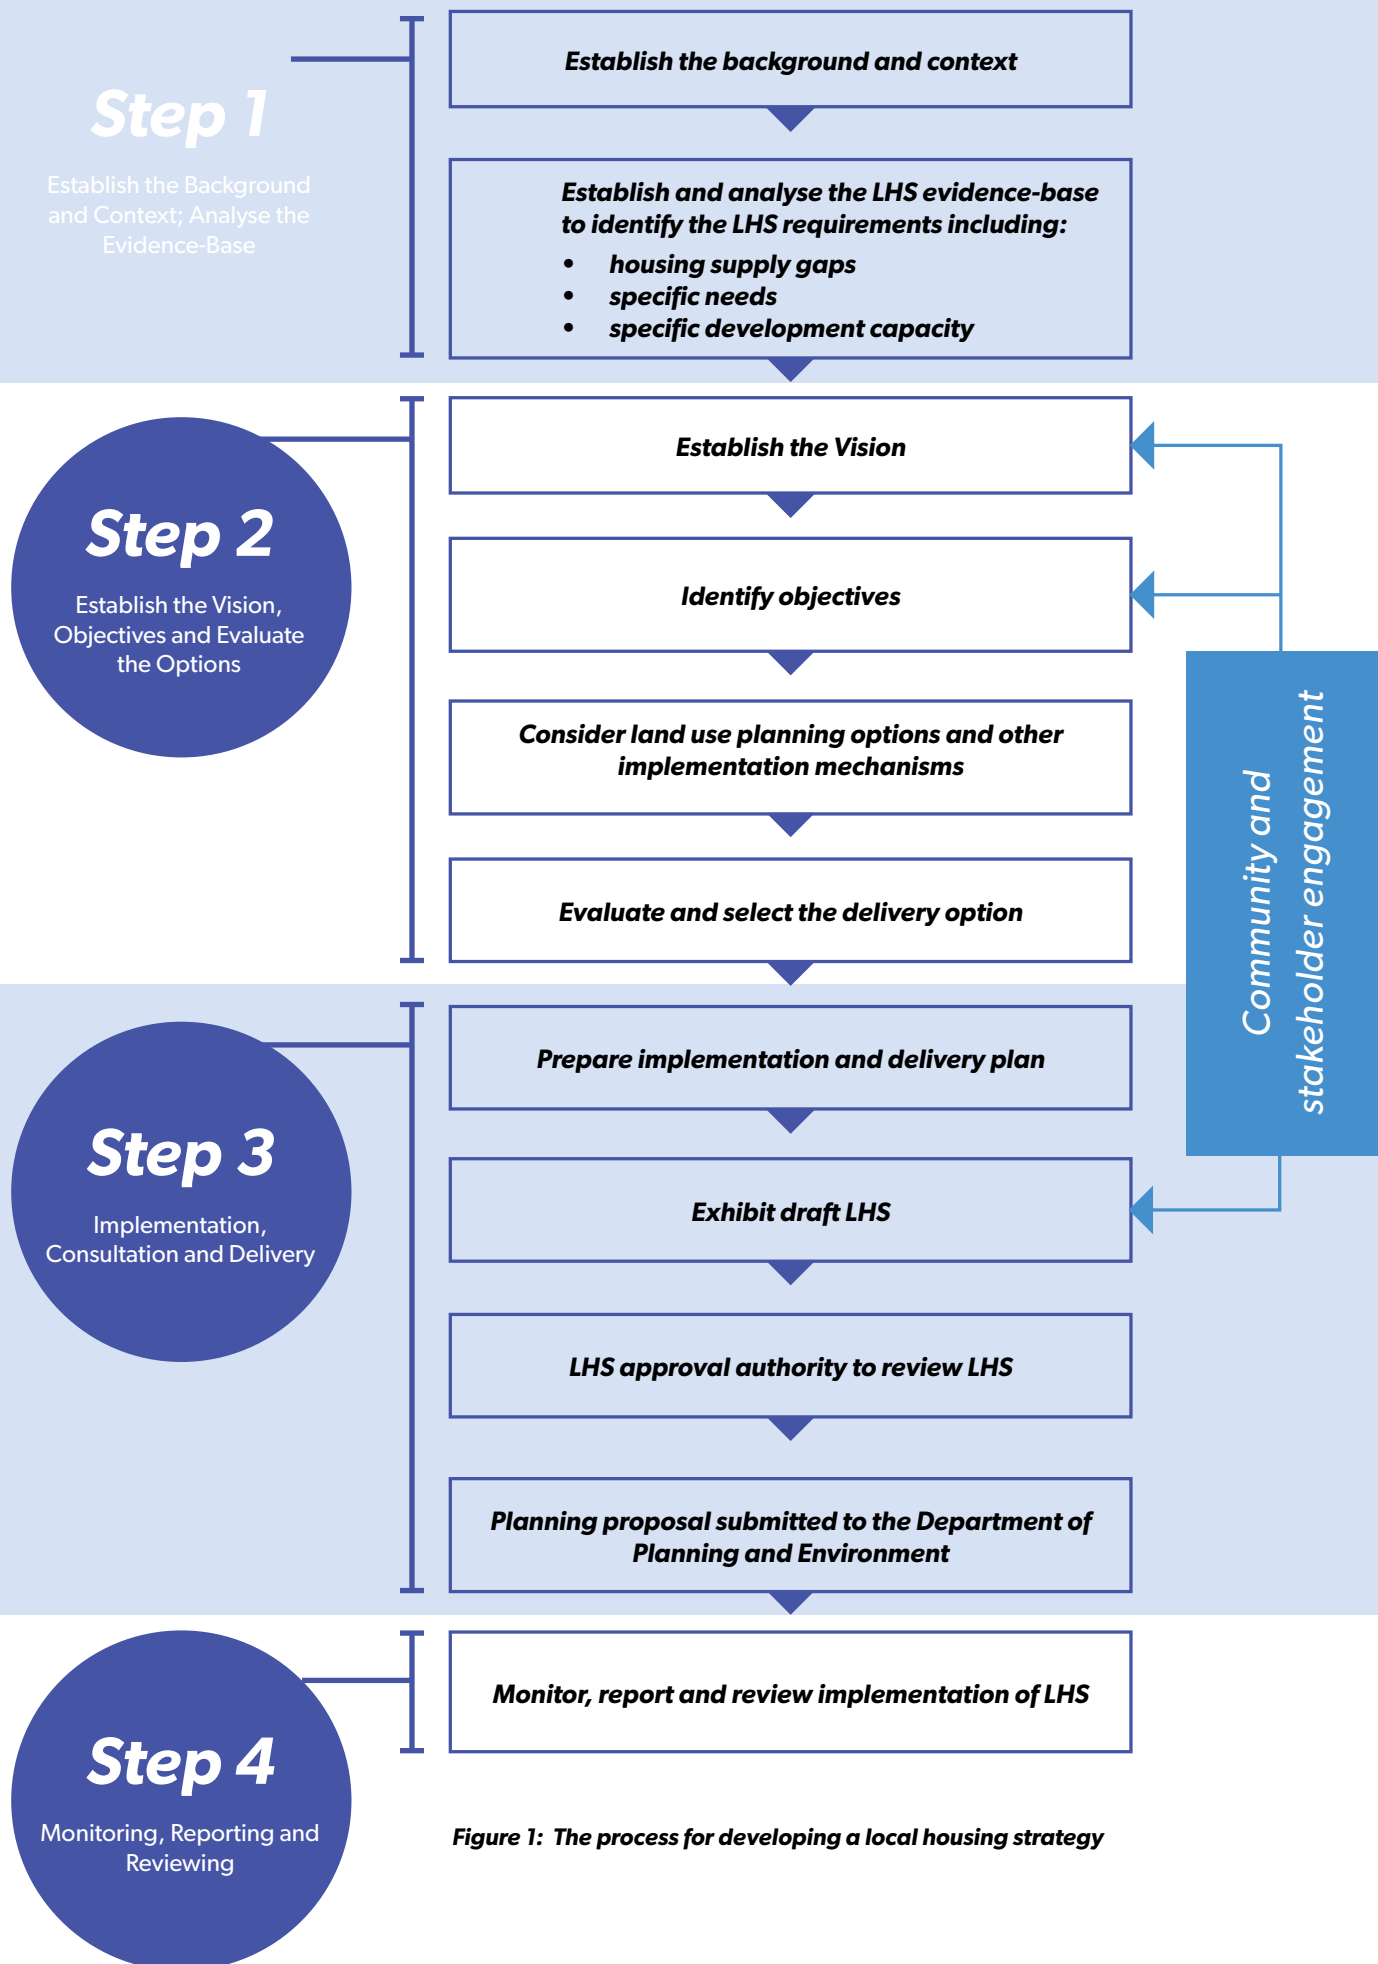 Step 1
Establish the Background
and Context; Analyse the
Evidence-Base
Establish the background and context
Establish and analyse the LHS evidence-base
to identify the LHS requirements including:
• housing supply gaps
• specific needs
• specific development capacity
Step 2
Establish the Vision,
Objectives and Evaluate
the Options
Establish the Vision
Identify objectives
Consider land use planning options and other
implementation mechanisms
Evaluate and select the delivery option
Community and
stakeholder engagement
Step 3
Implementation,
Consultation and Delivery
Prepare implementation and delivery plan
Exhibit draft LHS
LHS approval authority to review LHS
Planning proposal submitted to the Department of
Planning and Environment
Step 4
Monitoring, Reporting and
Reviewing
Monitor, report and review implementation of LHS
Figure 1: The process for developing a local housing strategy